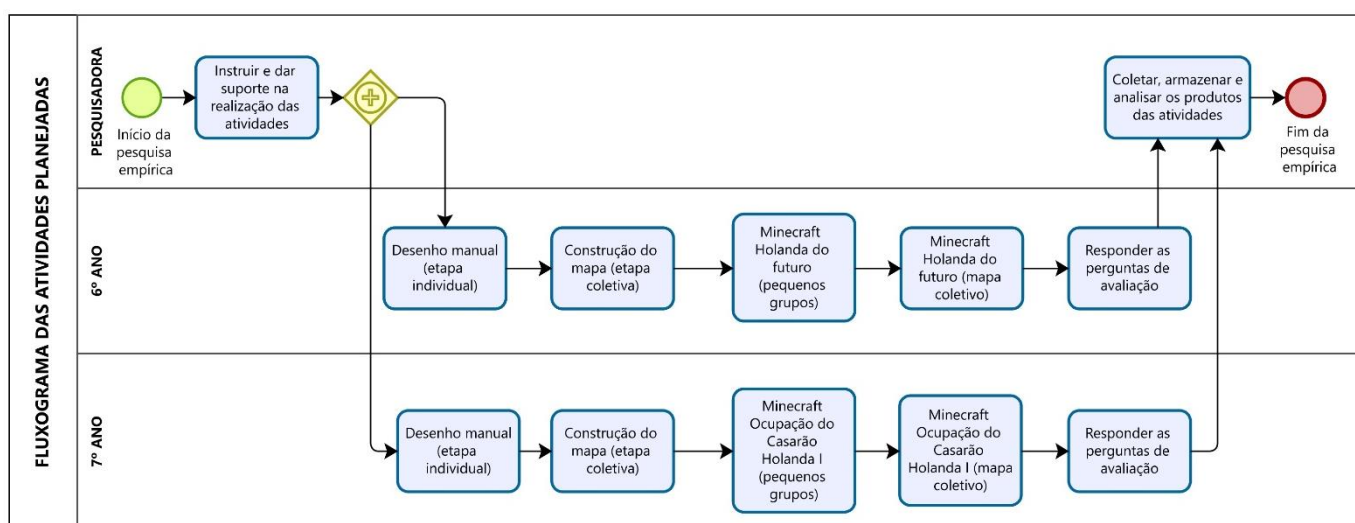 FLUXOGRAMA DAS ATIVIDADES PLANEJADAS
PESQUISADORA
Início da
pesquisa
empírica
Instruir e dar
suporte na
realização das
atividades
Coletar, armazenar e
analisar os produtos
das atividades
Fim da
pesquisa
empírica
6º ANO
Desenho manual
(etapa
individual)
Construção do
mapa (etapa
coletiva)
Minecraft
Holanda do
futuro
(pequenos
grupos)
Minecraft
Holanda do
futuro (mapa
coletivo)
Responder as
perguntas de
avaliação
7º ANO
Desenho manual
(etapa
individual)
Construção do
mapa (etapa
coletiva)
Minecraft
Ocupação do
Casarão
Holanda I
(pequenos
grupos)
Minecraft
Ocupação do
Casarão
Holanda I (mapa
coletivo)
Responder as
perguntas de
avaliação